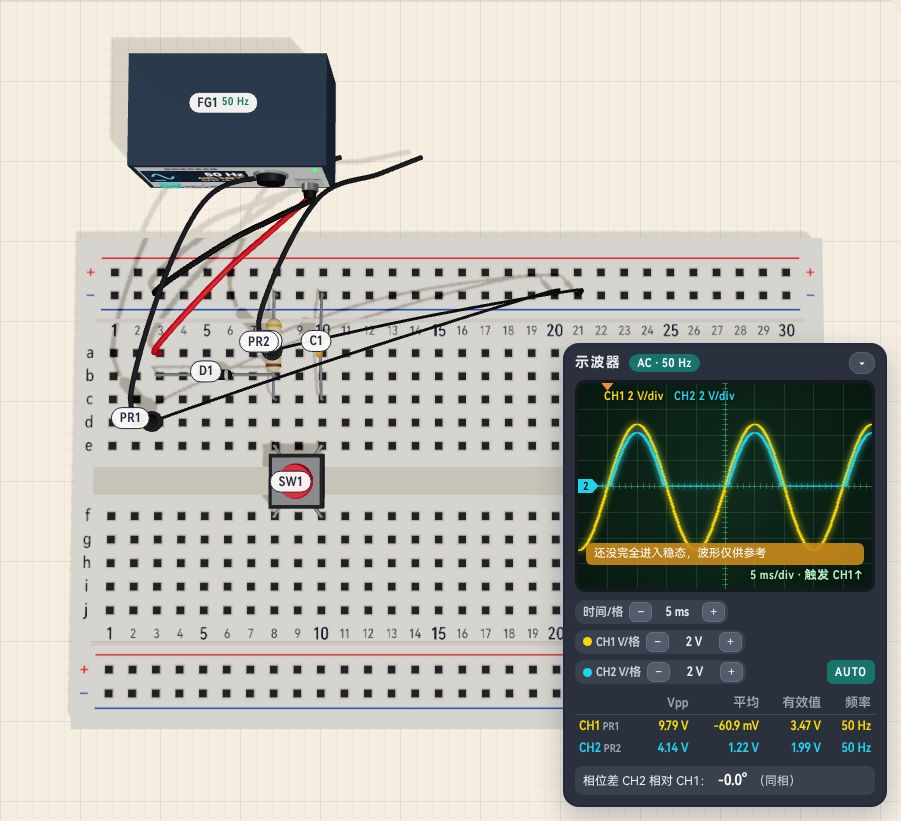 FG1 50 Hz
50 Hz
+ +
− −
1 2 3 4 5 6 7 8 9 10 11 12 13 14 15 16 17 18 19 20 21 22 23 24 25 26 27 28 29 30
a
b
c
d
e
PR2
C1
D1
PR1
SW1
f
g
h
i
j
1 2 3 4 5 6 7 8 9 10 11 12 13 14 15 16 17 18 19 20
+
−
示波器 AC · 50 Hz
CH1 2 V/div CH2 2 V/div
2
还没完全进入稳态，波形仅供参考
5 ms/div · 触发 CH1↑
时间/格 − 5 ms +
CH1 V/格 − 2 V +
CH2 V/格 − 2 V + AUTO
Vpp 平均 有效值 频率
CH1 PR1 9.79 V -60.9 mV 3.47 V 50 Hz
CH2 PR2 4.14 V 1.22 V 1.99 V 50 Hz
相位差 CH2 相对 CH1： -0.0° （同相）